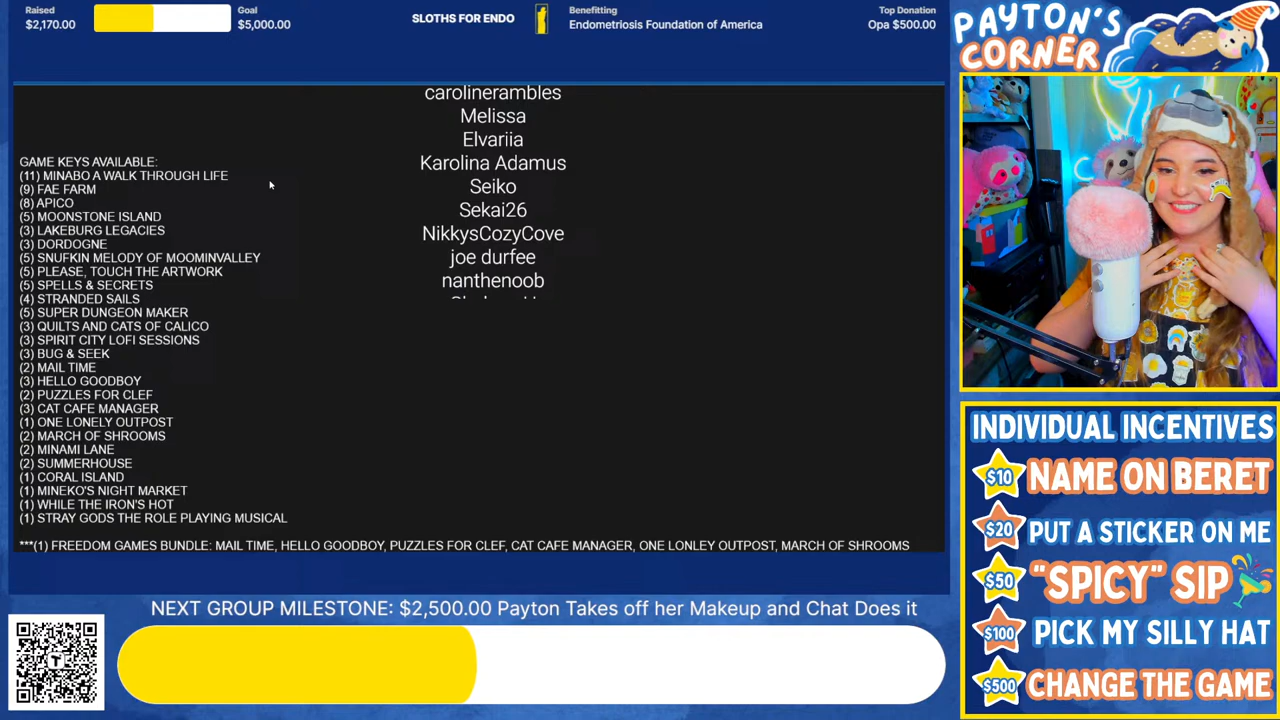 Raised
$2,170.00
Goal
$5,000.00
SLOTHS FOR ENDO
Benefitting
Endometriosis Foundation of America
Top Donation
Opa $500.00
PAYTON'S
CORNER
carolinerambles
Melissa
Elvariia
Karolina Adamus
Seiko
Sekai26
NikkysCozyCove
joe durfee
nanthenoob
GAME KEYS AVAILABLE:
(11) MINABO A WALK THROUGH LIFE
(9) FAE FARM
(8) APICO
(5) MOONSTONE ISLAND
(3) LAKEBURG LEGACIES
(3) DORDOGNE
(5) SNUFKIN MELODY OF MOOMINVALLEY
(5) PLEASE, TOUCH THE ARTWORK
(5) SPELLS & SECRETS
(4) STRANDED SAILS
(5) SUPER DUNGEON MAKER
(3) QUILTS AND CATS OF CALICO
(3) SPIRIT CITY LOFI SESSIONS
(3) BUG & SEEK
(2) MAIL TIME
(3) HELLO GOODBOY
(2) PUZZLES FOR CLEF
(3) CAT CAFE MANAGER
(1) ONE LONELY OUTPOST
(2) MARCH OF SHROOMS
(2) MINAMI LANE
(2) SUMMERHOUSE
(1) CORAL ISLAND
(1) MINEKO'S NIGHT MARKET
(1) WHILE THE IRON'S HOT
(1) STRAY GODS THE ROLE PLAYING MUSICAL
***(1) FREEDOM GAMES BUNDLE: MAIL TIME, HELLO GOODBOY, PUZZLES FOR CLEF, CAT CAFE MANAGER, ONE LONLEY OUTPOST, MARCH OF SHROOMS
NEXT GROUP MILESTONE: $2,500.00 Payton Takes off her Makeup and Chat Does it
INDIVIDUAL INCENTIVES
$10 NAME ON BERET
$20 PUT A STICKER ON ME
$50 "SPICY" SIP
$100 PICK MY SILLY HAT
$500 CHANGE THE GAME